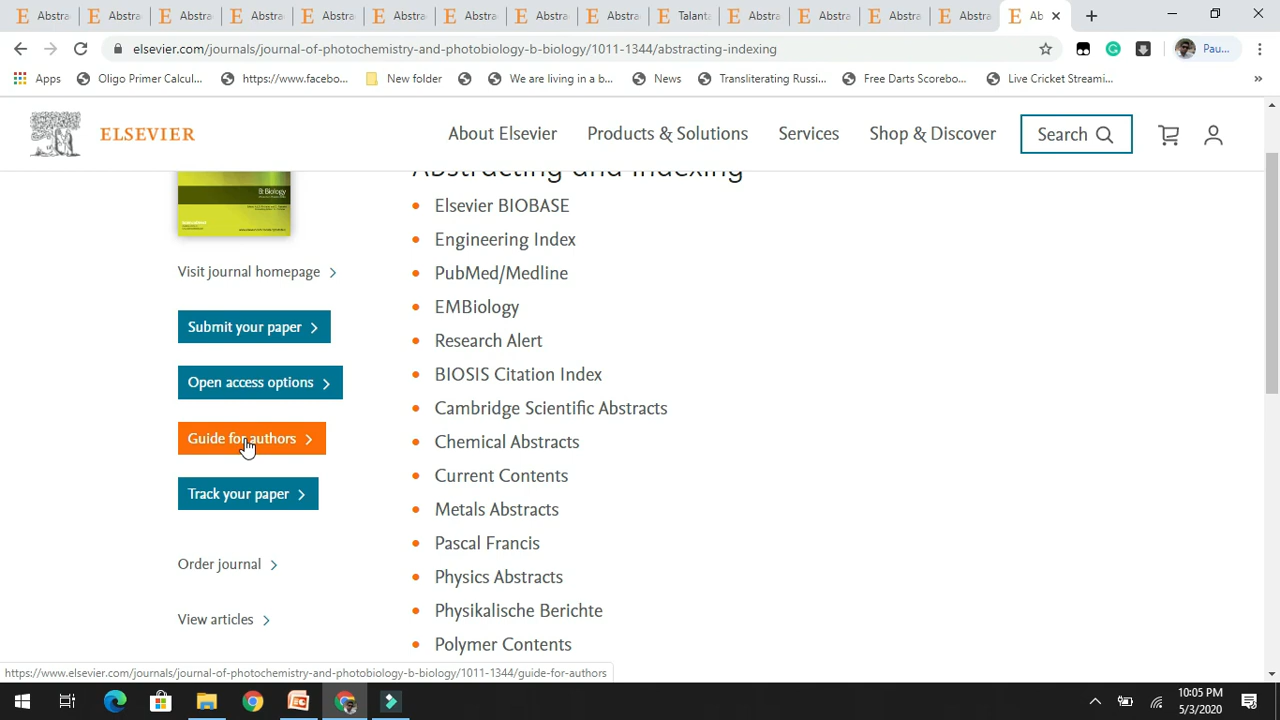 Abstra
Abstra
Abstra
Abstra
Abstra
Abstra
Abstra
Abstra
Abstra
Talanta
Abstra
Abstra
Abstra
Abstra
Ab
elsevier.com/journals/journal-of-photochemistry-and-photobiology-b-biology/1011-1344/abstracting-indexing
Pau...
Apps
Oligo Primer Calcul...
https://www.facebo...
New folder
We are living in a b...
News
Transliterating Russi...
Free Darts Scorebo...
Live Cricket Streami...
»
ELSEVIER
About Elsevier
Products & Solutions
Services
Shop & Discover
Search
Abstracting and Indexing
Biology
Elsevier BIOBASE
Engineering Index
PubMed/Medline
EMBiology
Research Alert
BIOSIS Citation Index
Cambridge Scientific Abstracts
Chemical Abstracts
Current Contents
Metals Abstracts
Pascal Francis
Physics Abstracts
Physikalische Berichte
Polymer Contents
Visit journal homepage
Submit your paper
Open access options
Guide for authors
Track your paper
Order journal
View articles
https://www.elsevier.com/journals/journal-of-photochemistry-and-photobiology-b-biology/1011-1344/guide-for-authors
10:05 PM
5/3/2020